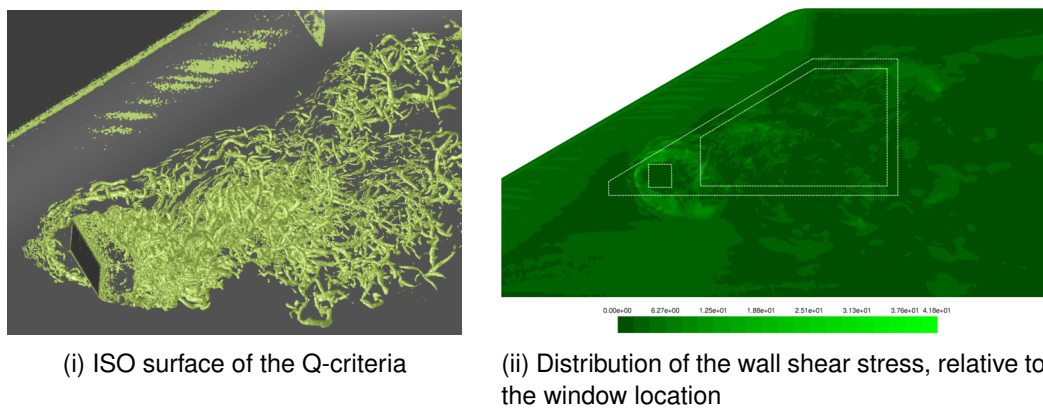 0.00e+00 6.27e+00 1.25e+01 1.88e+01 2.51e+01 3.13e+01 3.76e+01 4.18e+01
(i) ISO surface of the Q-criteria
(ii) Distribution of the wall shear stress, relative to
the window location